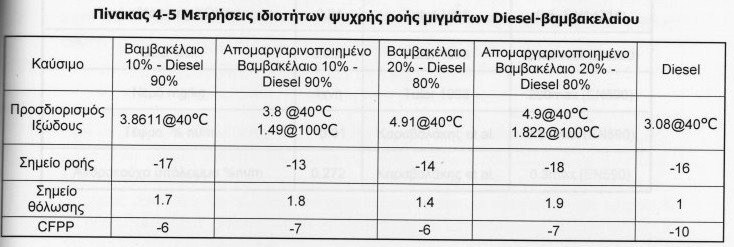 Πίνακας 4-5 Μετρήσεις ιδιοτήτων ψυχρής ροής μιγμάτων Diesel-βαμβακελαίου
Καύσιμο | Βαμβακέλαιο 10% - Diesel 90% | Απομαργαρινοποιημένο Βαμβακέλαιο 10% - Diesel 90% | Βαμβακέλαιο 20% - Diesel 80% | Απομαργαρινοποιημένο Βαμβακέλαιο 20% - Diesel 80% | Diesel
Προσδιορισμός Ιξώδους | 3.8611@40°C | 3.8 @40°C 1.49@100°C | 4.91@40°C | 4.9@40°C 1.822@100°C | 3.08@40°C
Σημείο ροής | -17 | -13 | -14 | -18 | -16
Σημείο θόλωσης | 1.7 | 1.8 | 1.4 | 1.9 | 1
CFPP | -6 | -7 | -6 | -7 | -10